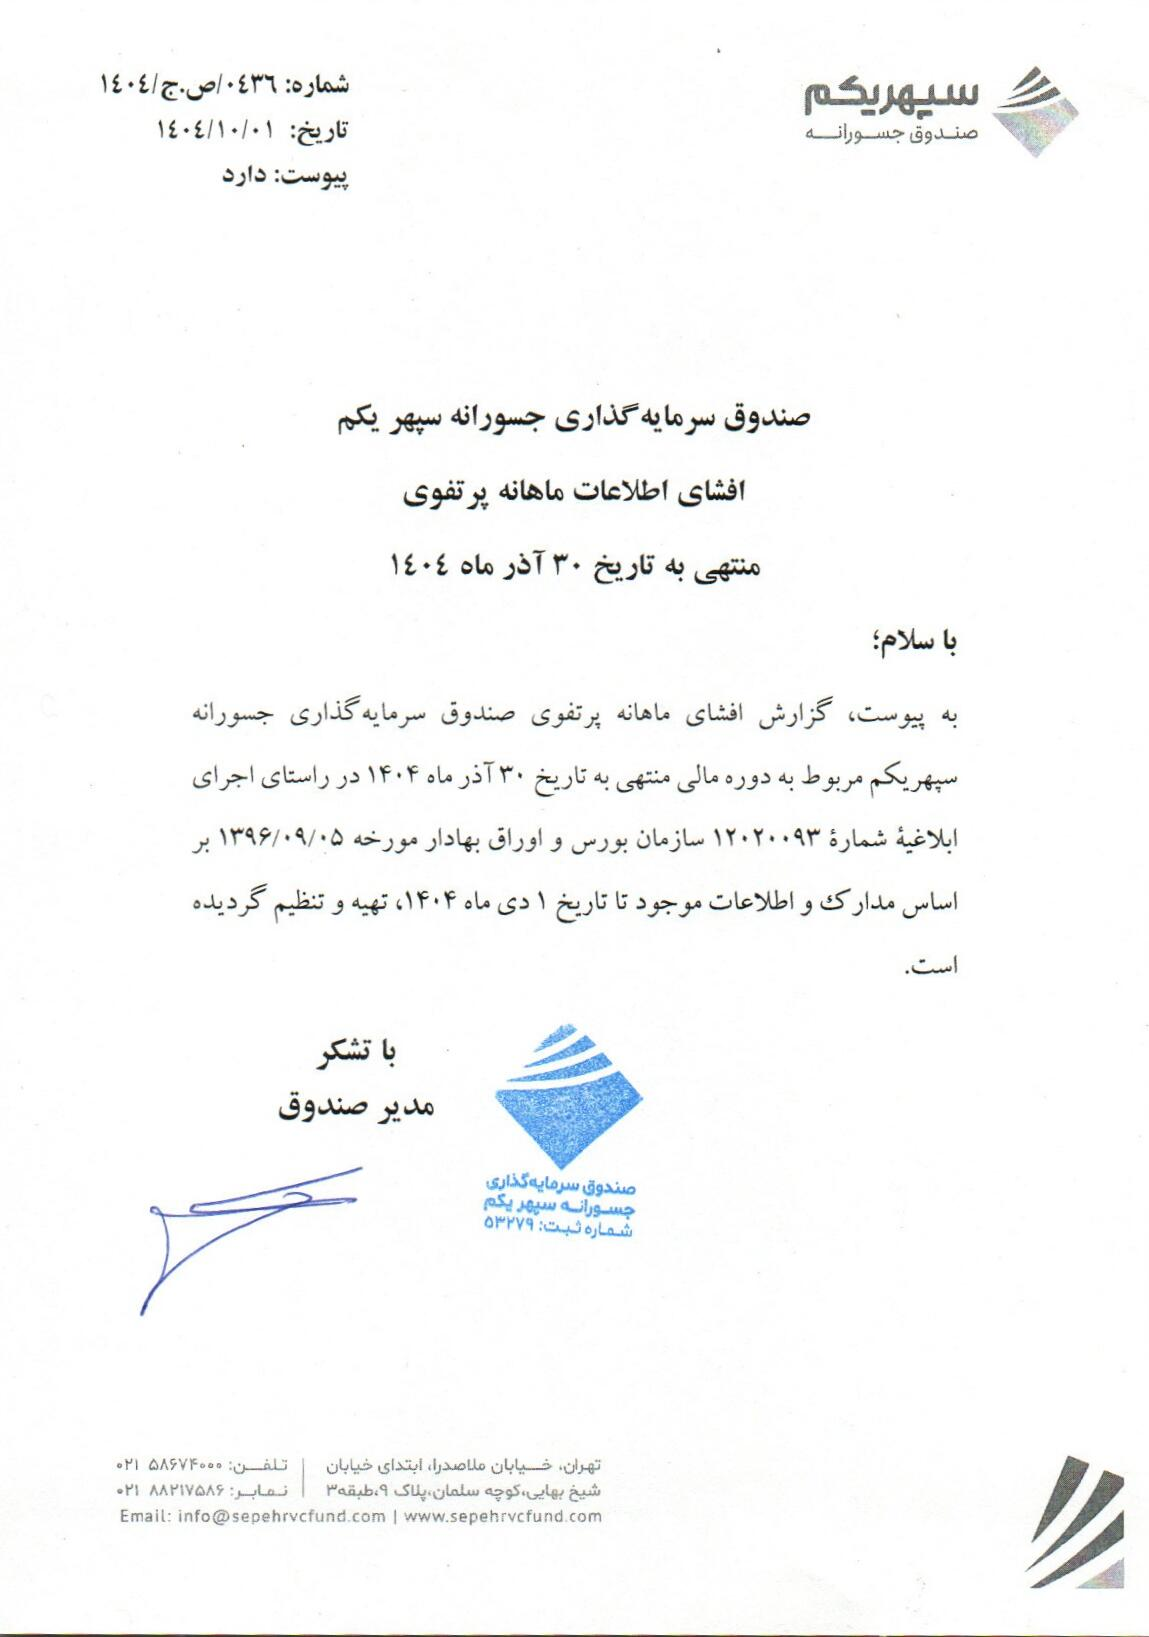 سپهریکم
صندوق جسورانه
شماره: ۰۴۳۶/ص.ج/۱۴۰۴
تاریخ: ۱۴۰۴/۱۰/۰۱
پیوست: دارد
صندوق سرمایه‌گذاری جسورانه سپهر یکم
افشای اطلاعات ماهانه پرتفوی
منتهی به تاریخ ۳۰ آذر ماه ۱۴۰۴
با سلام؛
به پیوست، گزارش افشای ماهانه پرتفوی صندوق سرمایه‌گذاری جسورانه
سپهریکم مربوط به دوره مالی منتهی به تاریخ ۳۰ آذر ماه ۱۴۰۴ در راستای اجرای
ابلاغیۀ شمارۀ ۱۲۰۲۰۰۹۳ سازمان بورس و اوراق بهادار مورخه ۱۳۹۶/۰۹/۰۵ بر
اساس مدارک و اطلاعات موجود تا تاریخ ۱ دی ماه ۱۴۰۴، تهیه و تنظیم گردیده
است.
با تشکر
مدیر صندوق
صندوق سرمایه‌گذاری
جسورانه سپهر یکم
شماره ثبت: ۵۳۲۷۹
تهران، خیابان ملاصدرا، ابتدای خیابان
شیخ بهایی،کوچه سلمان،پلاک ۹،طبقه۳
تلفن: ۵۸۶۷۴۰۰۰ ۰۲۱
نمابر: ۸۸۲۱۷۵۸۶ ۰۲۱
Email: info@sepehrvcfund.com | www.sepehrvcfund.com